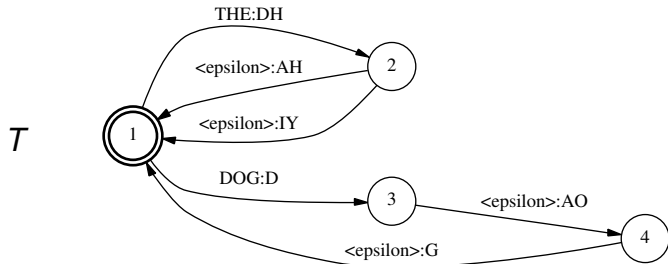 THE:DH
<epsilon>:AH
2
T
1
<epsilon>:IY
DOG:D
3
<epsilon>:AO
4
<epsilon>:G